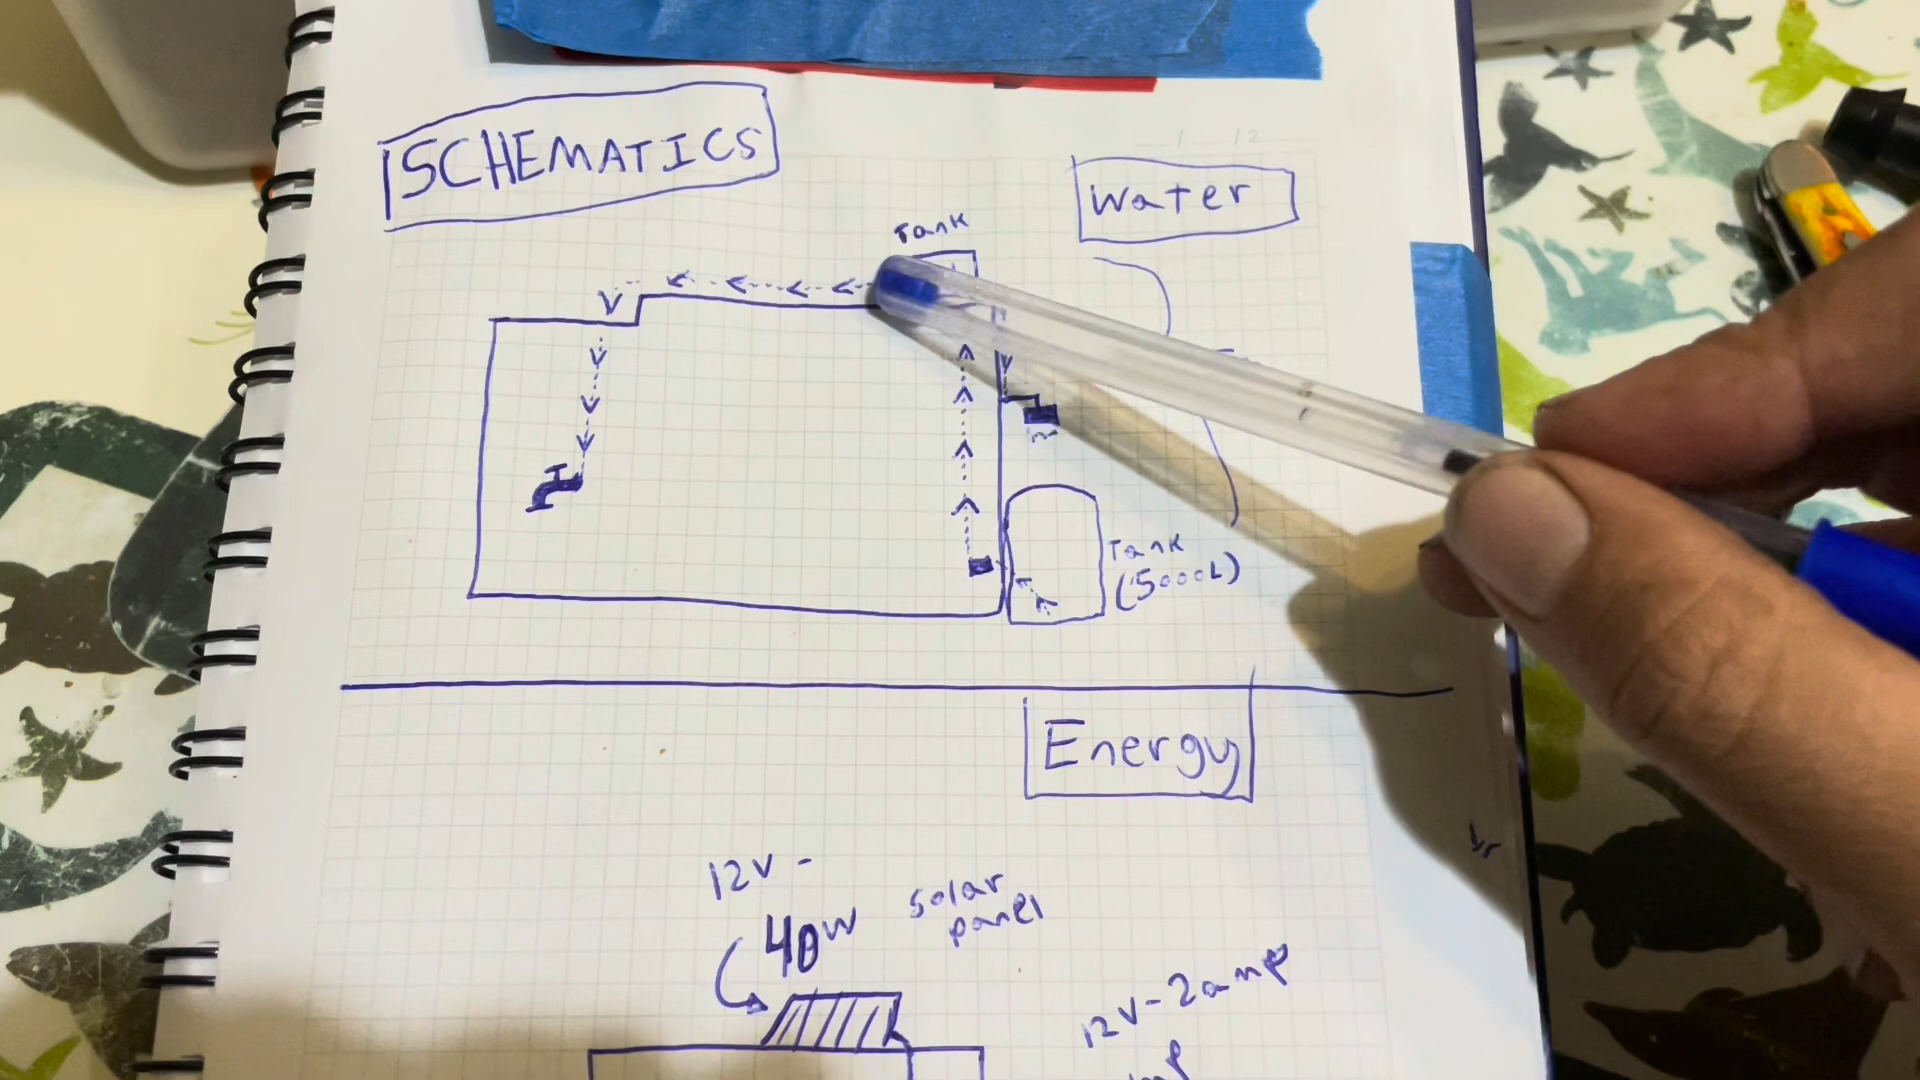 SCHEMATICS
Water
Tank
Tank
(5000L)
Energy
12V -
40W
solar
panel
12V-2amp